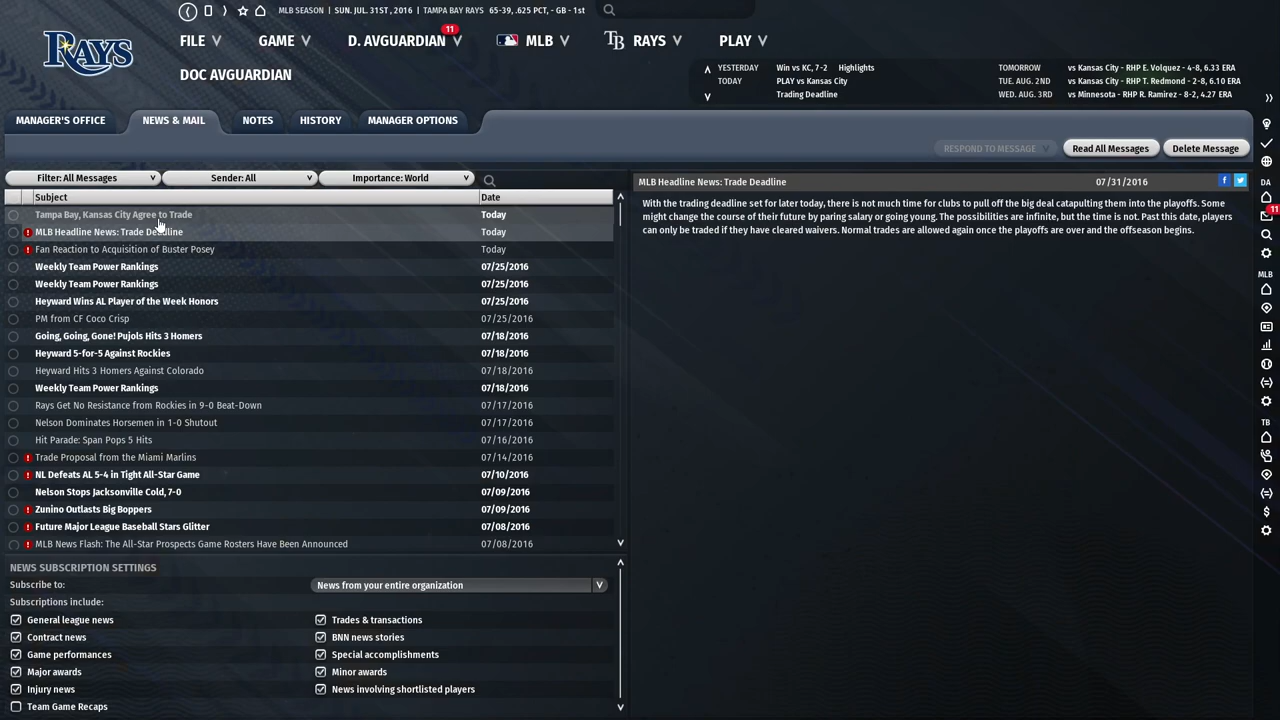 MLB SEASON | SUN. JUL. 31ST, 2016 | TAMPA BAY RAYS 65-39, .625 PCT, - GB - 1st
RAYS
FILE GAME D. AVGUARDIAN 11 MLB TB RAYS PLAY
DOC AVGUARDIAN
YESTERDAY Win vs KC, 7-2 Highlights
TODAY PLAY vs Kansas City
Trading Deadline
TOMORROW vs Kansas City - RHP E. Volquez - 4-8, 6.33 ERA
TUE. AUG. 2ND vs Kansas City - RHP T. Redmond - 2-8, 6.10 ERA
WED. AUG. 3RD vs Minnesota - RHP R. Ramirez - 8-2, 4.27 ERA
MANAGER'S OFFICE NEWS & MAIL NOTES HISTORY MANAGER OPTIONS
RESPOND TO MESSAGE Read All Messages Delete Message
Filter: All Messages Sender: All Importance: World
Subject Date
Tampa Bay, Kansas City Agree to Trade Today
MLB Headline News: Trade Deadline Today
Fan Reaction to Acquisition of Buster Posey Today
Weekly Team Power Rankings 07/25/2016
Weekly Team Power Rankings 07/25/2016
Heyward Wins AL Player of the Week Honors 07/25/2016
PM from CF Coco Crisp 07/25/2016
Going, Going, Gone! Pujols Hits 3 Homers 07/18/2016
Heyward 5-for-5 Against Rockies 07/18/2016
Heyward Hits 3 Homers Against Colorado 07/18/2016
Weekly Team Power Rankings 07/18/2016
Rays Get No Resistance from Rockies in 9-0 Beat-Down 07/17/2016
Nelson Dominates Horsemen in 1-0 Shutout 07/17/2016
Hit Parade: Span Pops 5 Hits 07/16/2016
Trade Proposal from the Miami Marlins 07/14/2016
NL Defeats AL 5-4 in Tight All-Star Game 07/10/2016
Nelson Stops Jacksonville Cold, 7-0 07/09/2016
Zunino Outlasts Big Boppers 07/09/2016
Future Major League Baseball Stars Glitter 07/08/2016
MLB News Flash: The All-Star Prospects Game Rosters Have Been Announced 07/08/2016
MLB Headline News: Trade Deadline 07/31/2016
With the trading deadline set for later today, there is not much time for clubs to pull off the big deal catapulting them into the playoffs. Some
might change the course of their future by paring salary or going young. The possibilities are infinite, but the time is not. Past this date, players
can only be traded if they have cleared waivers. Normal trades are allowed again once the playoffs are over and the offseason begins.
NEWS SUBSCRIPTION SETTINGS
Subscribe to: News from your entire organization
Subscriptions include:
General league news Trades & transactions
Contract news BNN news stories
Game performances Special accomplishments
Major awards Minor awards
Injury news News involving shortlisted players
Team Game Recaps
DA
11
MLB
TB